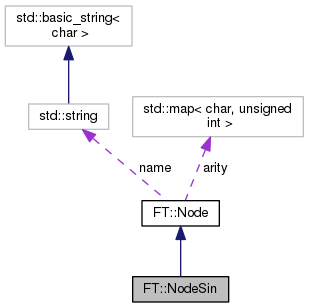 std::basic_string<
char >
std::string
std::map< char, unsigned
int >
name
arity
FT::Node
FT::NodeSin